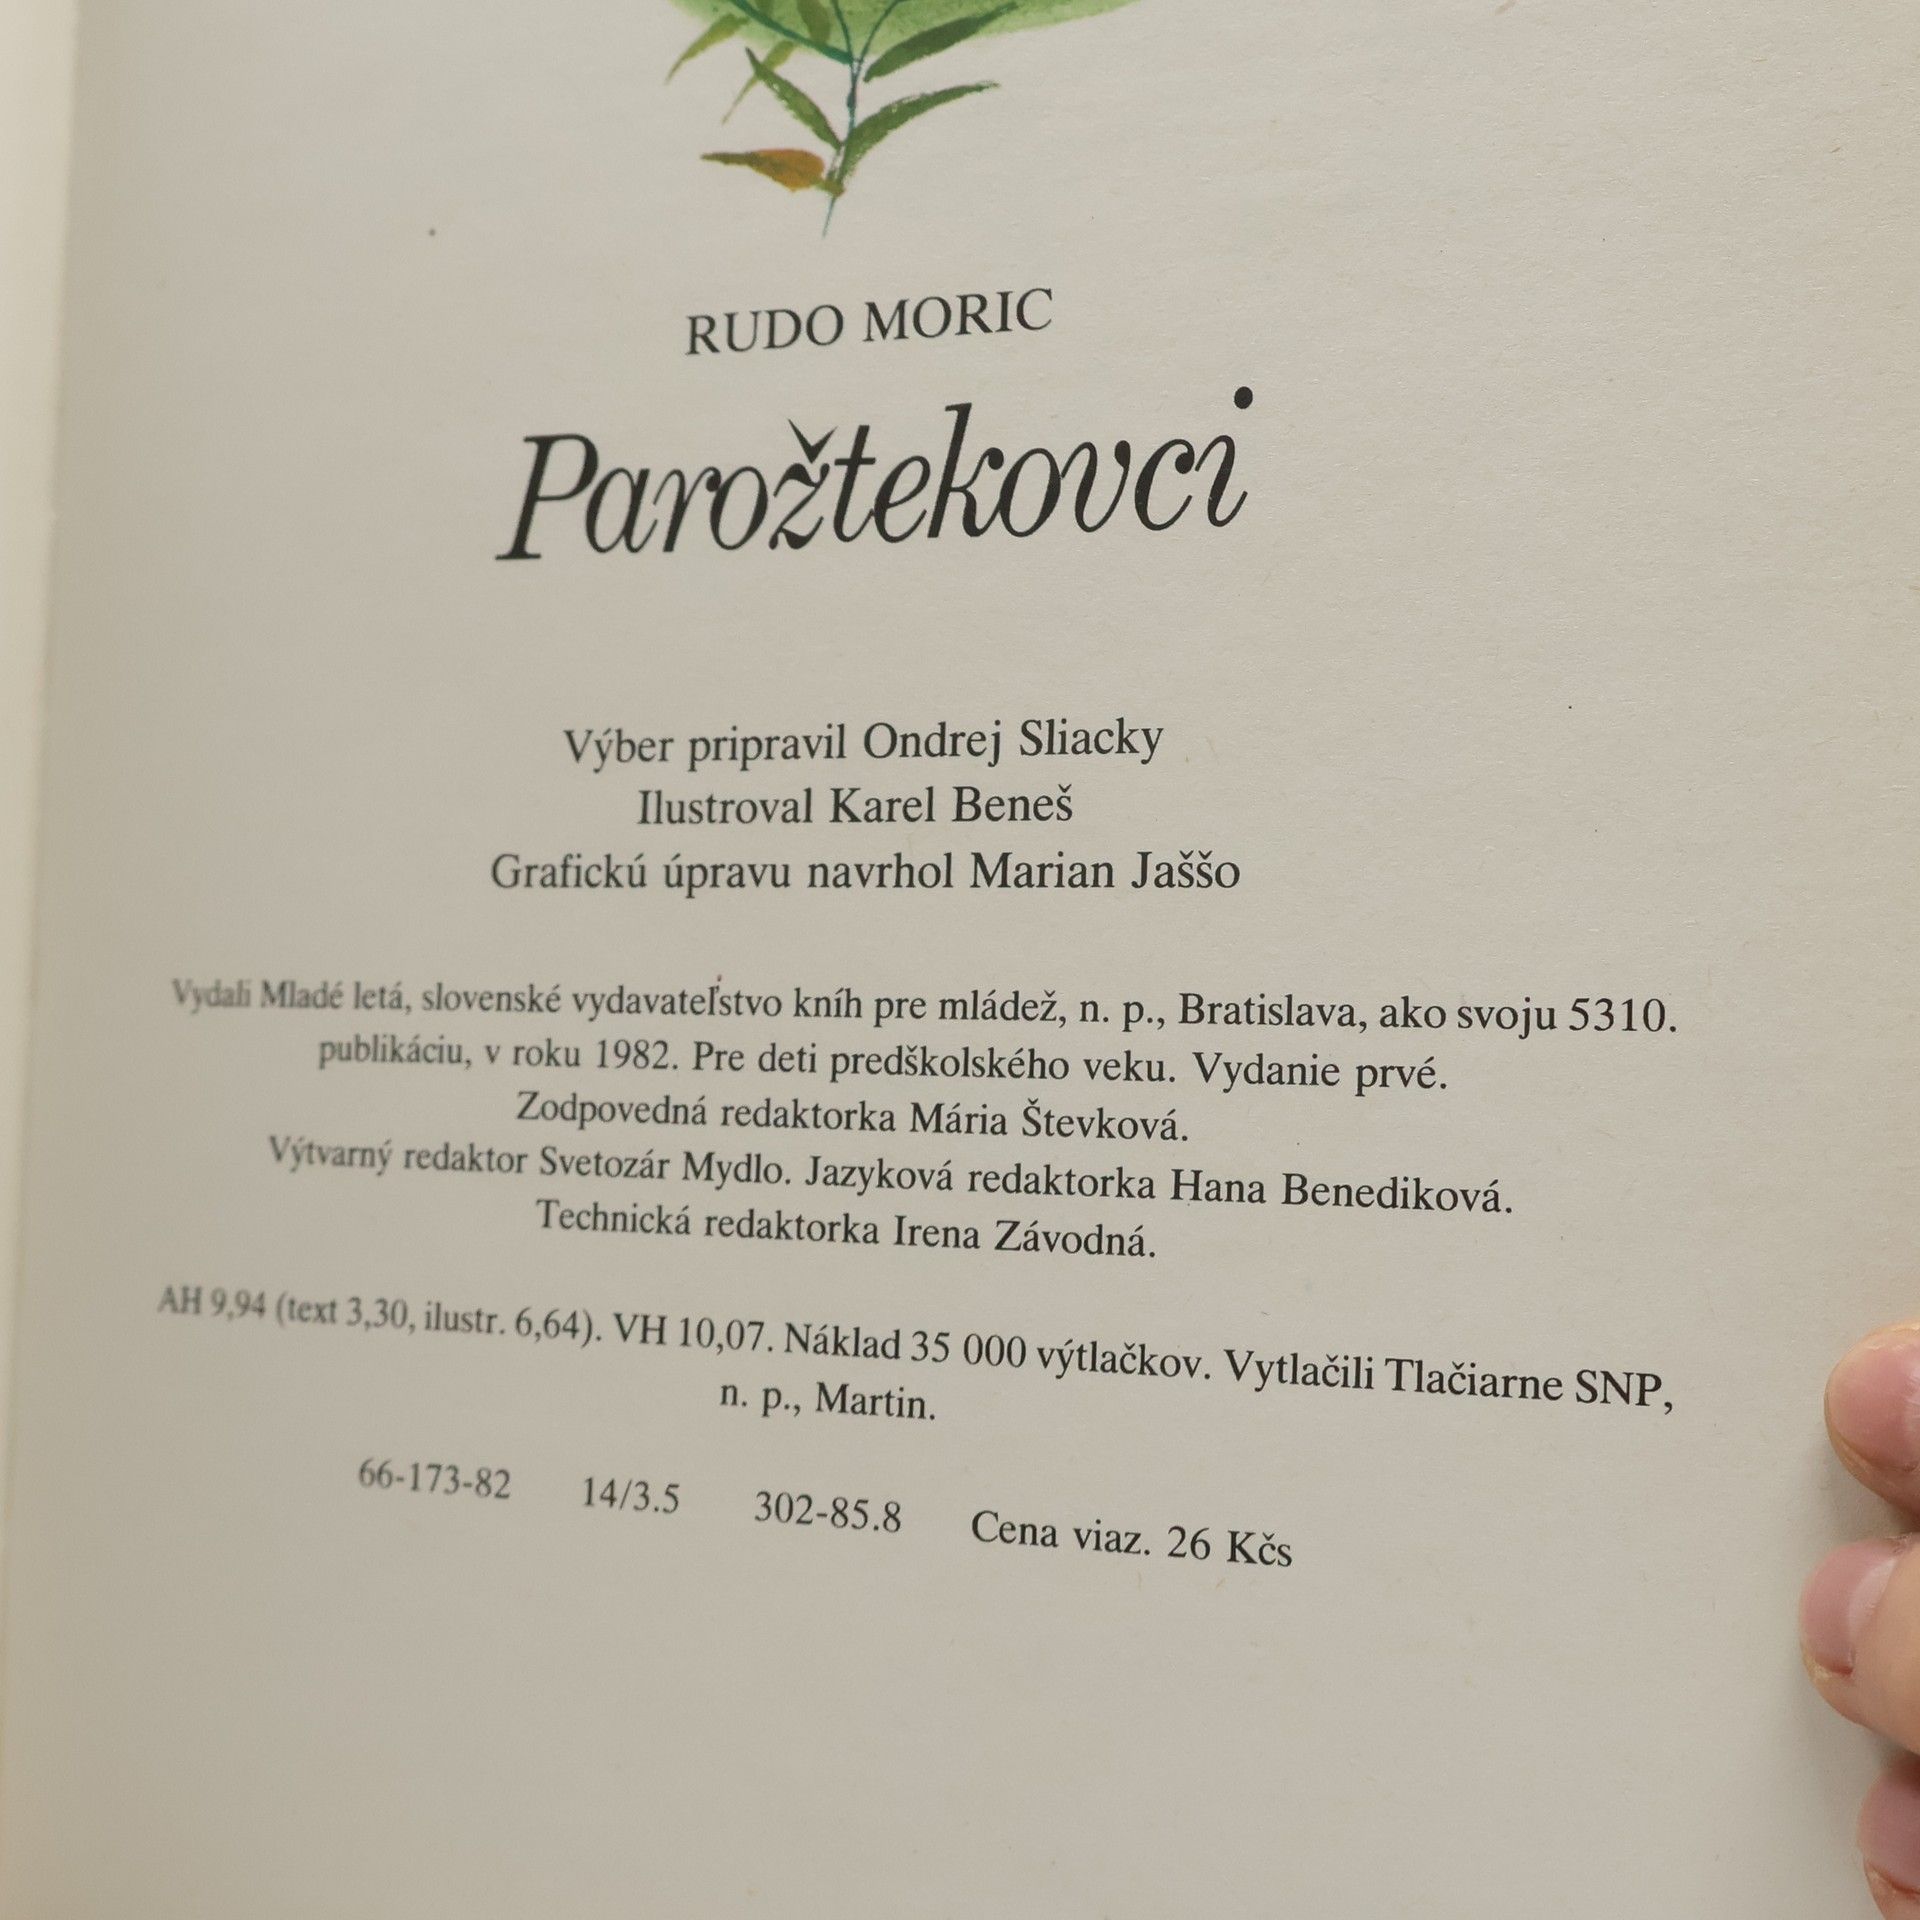 RUDO MORIC
Parožtekovci
Výber pripravil Ondrej Sliacky
Ilustroval Karel Beneš
Grafickú úpravu navrhol Marian Jaššo
Vydali Mladé letá, slovenské vydavateľstvo kníh pre mládež, n. p., Bratislava, ako svoju 5310.
publikáciu, v roku 1982. Pre deti predškolského veku. Vydanie prvé.
Zodpovedná redaktorka Mária Števková.
Výtvarný redaktor Svetozár Mydlo. Jazyková redaktorka Hana Benediková.
Technická redaktorka Irena Závodná.
AH 9,94 (text 3,30, ilustr. 6,64). VH 10,07. Náklad 35 000 výtlačkov. Vytlačili Tlačiarne SNP,
n. p., Martin.
66-173-82 14/3.5 302-85.8 Cena viaz. 26 Kčs